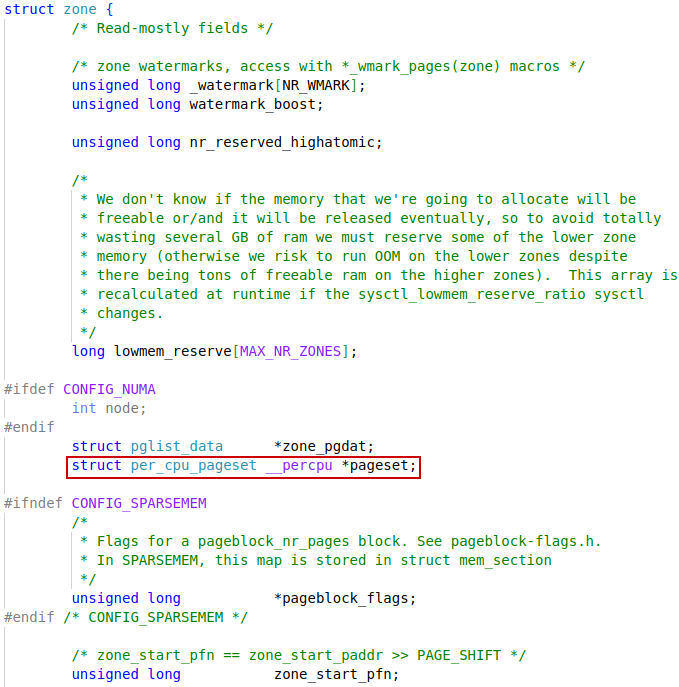 struct zone {
/* Read-mostly fields */
/* zone watermarks, access with *_wmark_pages(zone) macros */
unsigned long _watermark[NR_WMARK];
unsigned long watermark_boost;
unsigned long nr_reserved_highatomic;
/*
* We don't know if the memory that we're going to allocate will be
* freeable or/and it will be released eventually, so to avoid totally
* wasting several GB of ram we must reserve some of the lower zone
* memory (otherwise we risk to run OOM on the lower zones despite
* there being tons of freeable ram on the higher zones).  This array is
* recalculated at runtime if the sysctl_lowmem_reserve_ratio sysctl
* changes.
*/
long lowmem_reserve[MAX_NR_ZONES];
#ifdef CONFIG_NUMA
int node;
#endif
struct pglist_data      *zone_pgdat;
struct per_cpu_pageset __percpu *pageset;
#ifndef CONFIG_SPARSEMEM
/*
* Flags for a pageblock_nr_pages block. See pageblock-flags.h.
* In SPARSEMEM, this map is stored in struct mem_section
*/
unsigned long           *pageblock_flags;
#endif /* CONFIG_SPARSEMEM */
/* zone_start_pfn == zone_start_paddr >> PAGE_SHIFT */
unsigned long           zone_start_pfn;